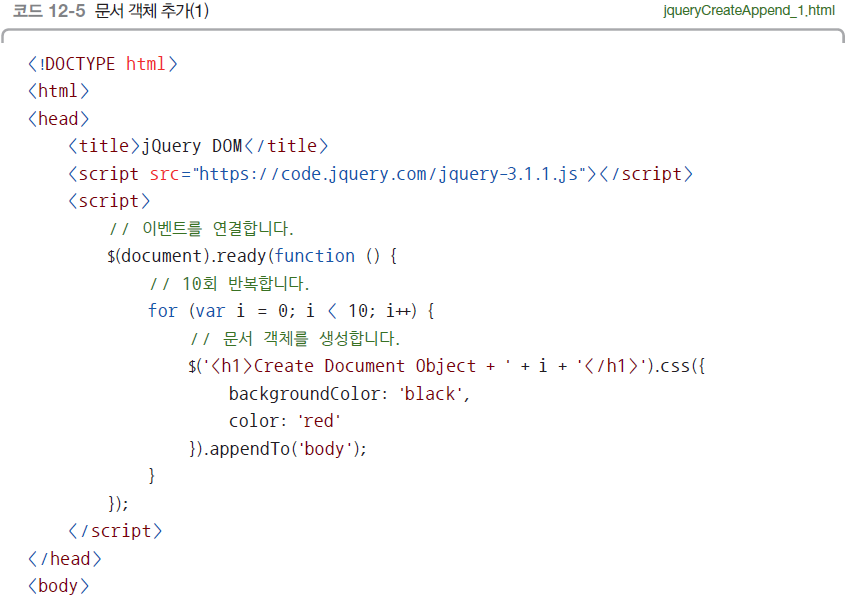 코드 12-5 문서 객체 추가(1) jqueryCreateAppend_1.html
<!DOCTYPE html>
<html>
<head>
    <title>jQuery DOM</title>
    <script src="https://code.jquery.com/jquery-3.1.1.js"></script>
    <script>
        // 이벤트를 연결합니다.
        $(document).ready(function () {
            // 10회 반복합니다.
            for (var i = 0; i < 10; i++) {
                // 문서 객체를 생성합니다.
                $('<h1>Create Document Object + ' + i + '</h1>').css({
                    backgroundColor: 'black',
                    color: 'red'
                }).appendTo('body');
            }
        });
    </script>
</head>
<body>